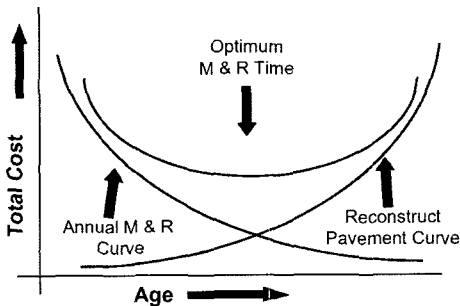 Optimum
M & R Time
Total Cost
Annual M & R
Curve
Reconstruct
Pavement Curve
Age